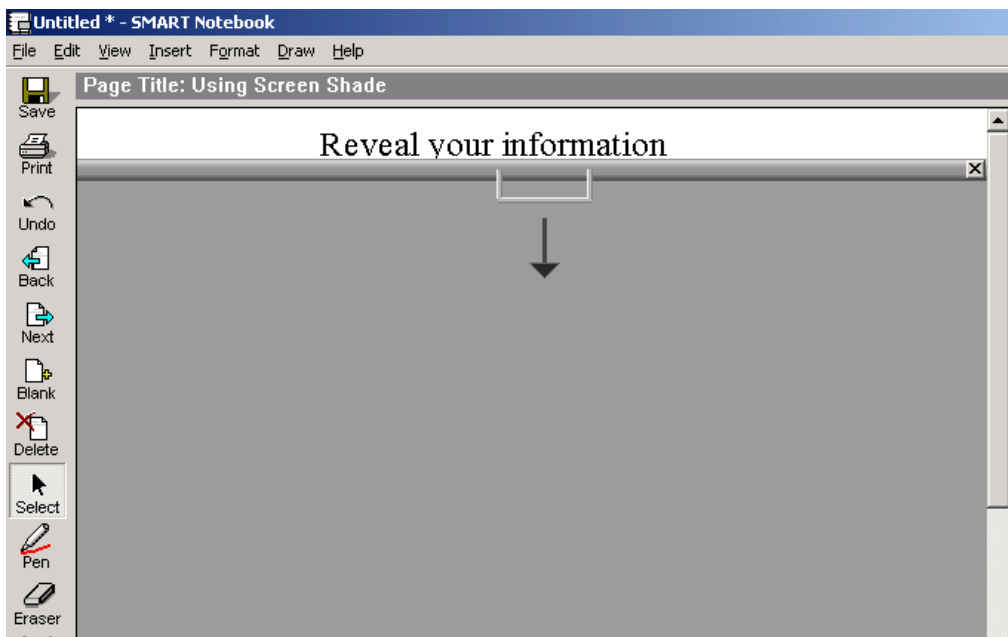 Untitled * - SMART Notebook
File Edit View Insert Format Draw Help
Page Title: Using Screen Shade
Save
Reveal your information
Print
Undo
Back
Next
Blank
Delete
Select
Pen
Eraser